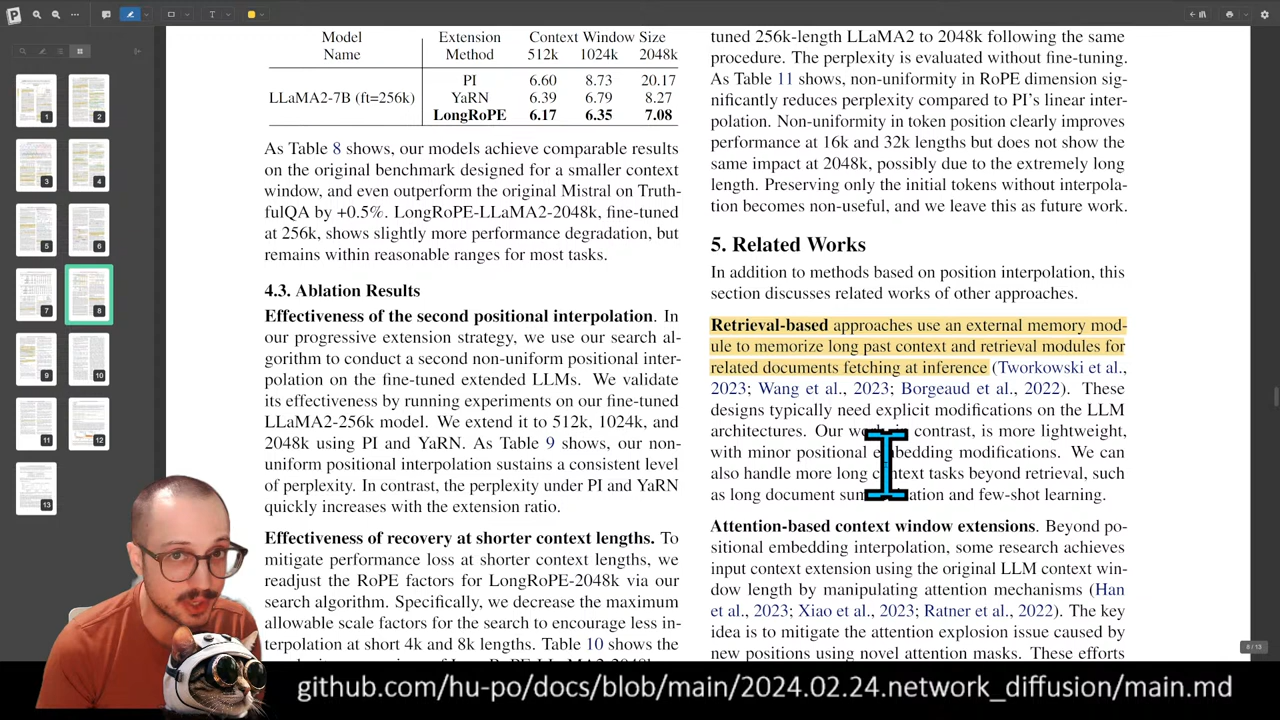 Model Extension Context Window Size
Name Method 512k 1024k 2048k
PI 6.60 8.73 20.17
LLaMA2-7B (ft=256k) YaRN 6.39 6.79 8.27
LongRoPE 6.17 6.35 7.08
As Table 8 shows, our models achieve comparable results
on the original benchmark designed for a smaller context
window, and even outperform the original Mistral on Truth-
fulQA by LongRoPE-LLaMA2-2048k, fine-tuned
at 256k, shows slightly more performance degradation, but
remains within reasonable ranges for most tasks.
4.3. Ablation Results
Effectiveness of the second positional interpolation. In
our progressive extension strategy, we use our search al-
gorithm to conduct a second non-uniform positional inter-
polation on the fine-tuned extended LLMs. We validate
its effectiveness by running experiments on our fine-tuned
LLaMA2-256k model. We extend it to 512k, 1024k, and
2048k using PI and YaRN. As Table 9 shows, our non-
uniform positional interpolation sustains a consistent level
of perplexity. In contrast, the perplexity under PI and YaRN
quickly increases with the extension ratio.
Effectiveness of recovery at shorter context lengths. To
mitigate performance loss at shorter context lengths, we
readjust the RoPE factors for LongRoPE-2048k via our
search algorithm. Specifically, we decrease the maximum
allowable scale factors for the search to encourage less in-
terpolation at short 4k and 8k lengths. Table 10 shows the
tuned 256k-length LLaMA2 to 2048k following the same
procedure. The perplexity is evaluated without fine-tuning.
As Table 11 shows, non-uniformity in RoPE dimension sig-
nificantly reduces perplexity compared to PI's linear inter-
polation. Non-uniformity in token position clearly improves
performance at 16k and 32k lengths but does not show the
same impact at 2048k, possibly due to the extremely long
length. Preserving only the initial tokens without interpola-
tion becomes non-useful, and we leave this as future work.
5. Related Works
In addition to methods based on position interpolation, this
section discusses related works of other approaches.
Retrieval-based approaches use an external memory mod-
ule to memorize long past context and retrieval modules for
related documents fetching at inference (Tworkowski et al.,
2023; Wang et al., 2023; Borgeaud et al., 2022). These
designs typically need explicit modifications on the LLM
architectures. Our work, in contrast, is more lightweight,
with minor positional embedding modifications. We can
also handle more long context tasks beyond retrieval, such
as long document summarization and few-shot learning.
Attention-based context window extensions. Beyond po-
sitional embedding interpolation, some research achieves
input context extension using the original LLM context win-
dow length by manipulating attention mechanisms (Han
et al., 2023; Xiao et al., 2023; Ratner et al., 2022). The key
idea is to mitigate the attention explosion issue caused by
new positions using novel attention masks. These efforts
1
2
3
4
5
6
7
8
9
10
11
12
13
8/13
github.com/hu-po/docs/blob/main/2024.02.24.network_diffusion/main.md